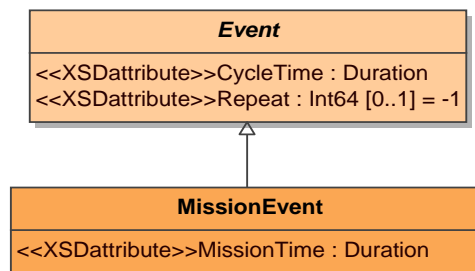 Event
<<XSDattribute>>CycleTime : Duration
<<XSDattribute>>Repeat : Int64 [0..1] = -1
MissionEvent
<<XSDattribute>>MissionTime : Duration